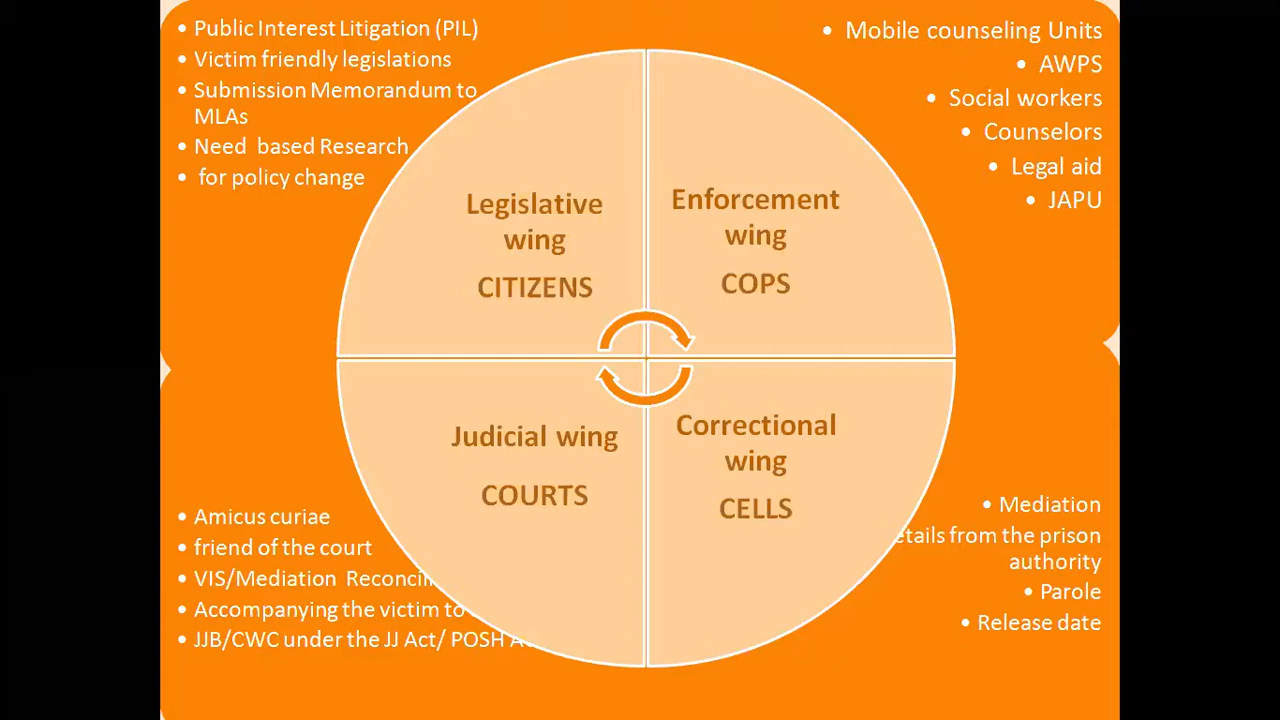 • Public Interest Litigation (PIL)
• Victim friendly legislations
• Submission Memorandum to
MLAs
• Need based Research
• for policy change
• Mobile counseling Units
• AWPS
• Social workers
• Counselors
• Legal aid
• JAPU
Legislative
wing
CITIZENS
Enforcement
wing
COPS
Judicial wing
COURTS
Correctional
wing
CELLS
• Amicus curiae
• friend of the court
• VIS/Mediation
• Accompanying the victim to
• JJB/CWC under the JJ Act/ POSH
• Mediation
from the prison
authority
• Parole
• Release date